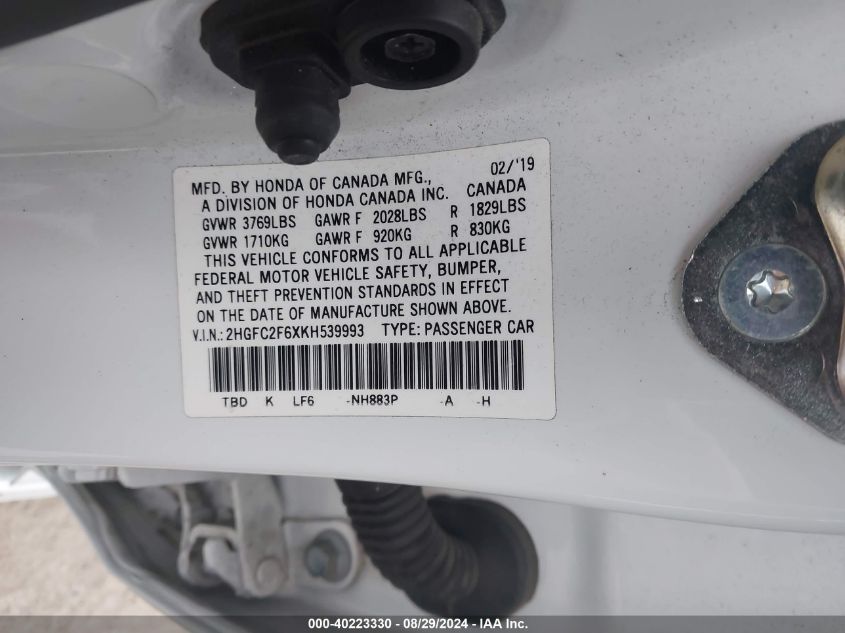 02/'19
MFD. BY HONDA OF CANADA MFG.,
A DIVISION OF HONDA CANADA INC. CANADA
GVWR 3769LBS GAWR F 2028LBS R 1829LBS
GVWR 1710KG GAWR F 920KG R 830KG
THIS VEHICLE CONFORMS TO ALL APPLICABLE
FEDERAL MOTOR VEHICLE SAFETY, BUMPER,
AND THEFT PREVENTION STANDARDS IN EFFECT
ON THE DATE OF MANUFACTURE SHOWN ABOVE.
V.I.N.: 2HGFC2F6XKH539993 TYPE: PASSENGER CAR
TBD K LF6 -NH883P -A -H
000-40223330 - 08/29/2024 - IAAI.com